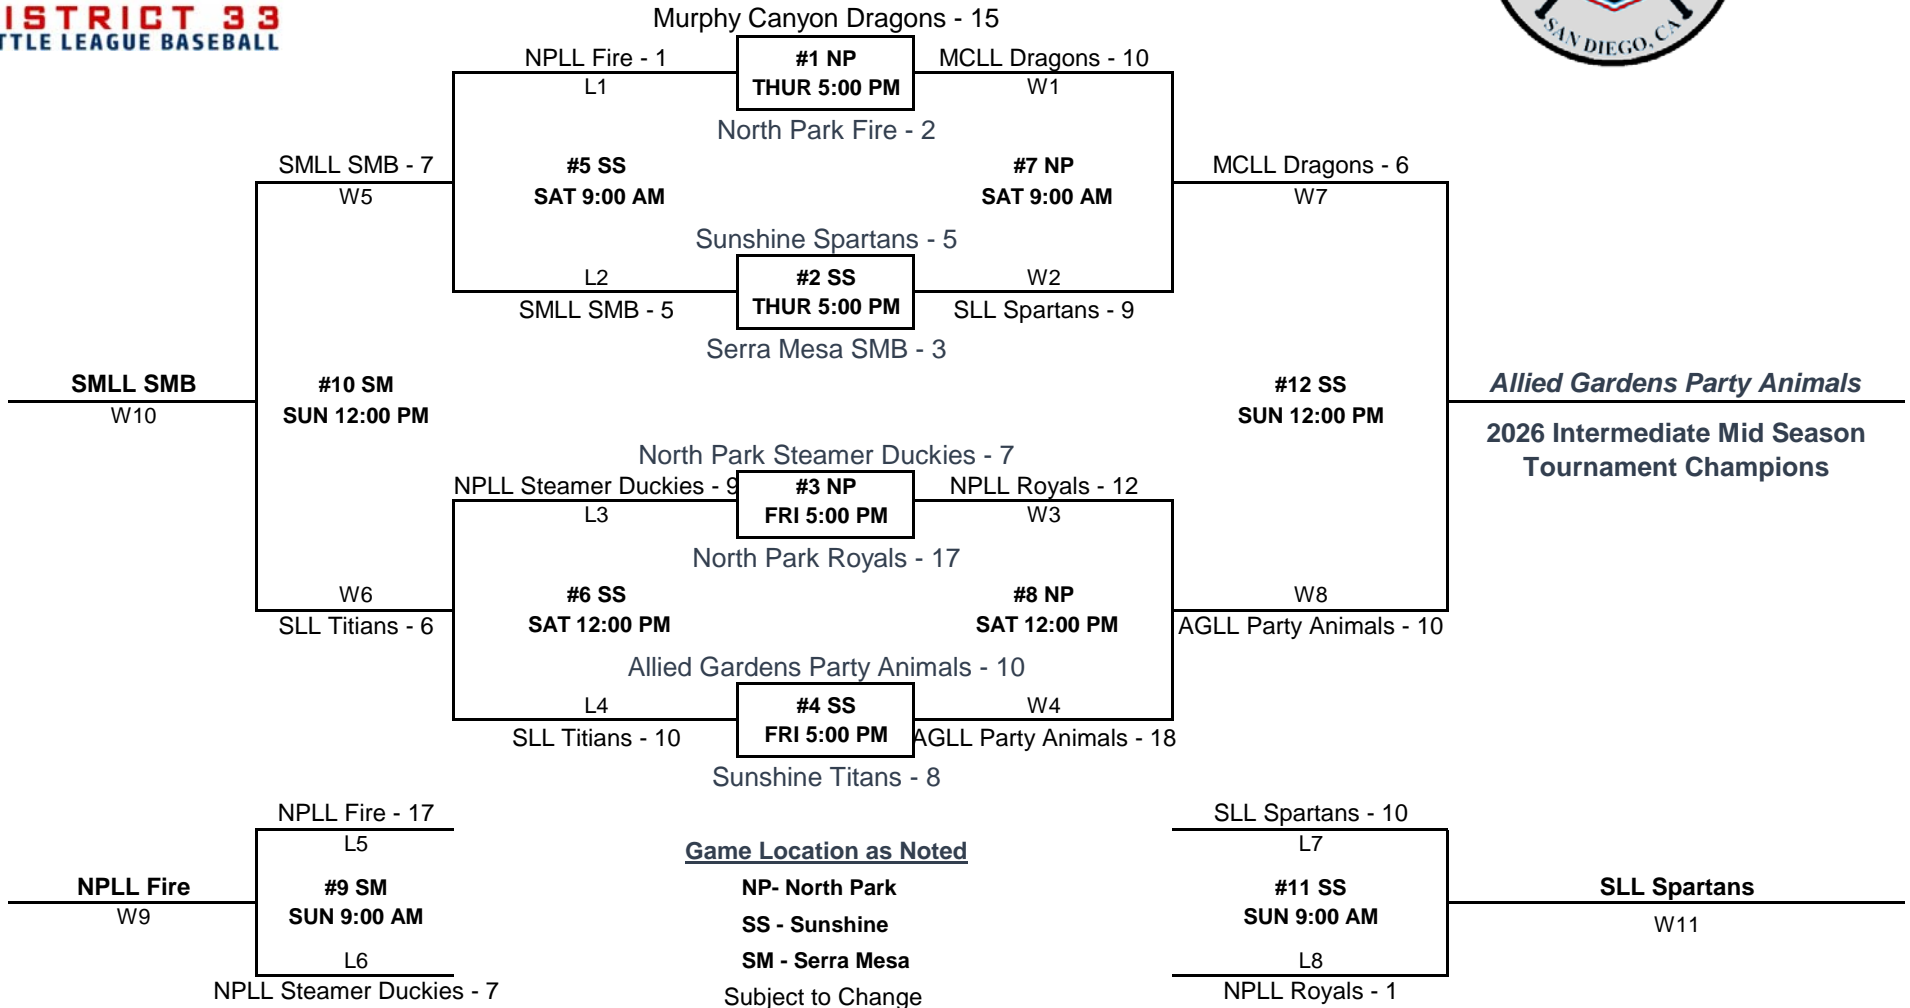 ISTRICT 33
TTLE LEAGUE BASEBALL
SAN DIEGO, CA
Murphy Canyon Dragons - 15
NPLL Fire - 1
#1 NP
MCLL Dragons - 10
L1
THUR 5:00 PM
W1
North Park Fire - 2
SMLL SMB - 7
#5 SS
#7 NP
MCLL Dragons - 6
W5
SAT 9:00 AM
SAT 9:00 AM
W7
Sunshine Spartans - 5
L2
#2 SS
W2
SMLL SMB - 5
THUR 5:00 PM
SLL Spartans - 9
Serra Mesa SMB - 3
SMLL SMB
#10 SM
#12 SS
Allied Gardens Party Animals
W10
SUN 12:00 PM
SUN 12:00 PM
2026 Intermediate Mid Season
Tournament Champions
North Park Steamer Duckies - 7
NPLL Steamer Duckies - 9
#3 NP
NPLL Royals - 12
L3
FRI 5:00 PM
W3
North Park Royals - 17
W6
#6 SS
#8 NP
W8
SLL Titians - 6
SAT 12:00 PM
SAT 12:00 PM
AGLL Party Animals - 10
Allied Gardens Party Animals - 10
L4
#4 SS
W4
SLL Titians - 10
FRI 5:00 PM
AGLL Party Animals - 18
Sunshine Titans - 8
NPLL Fire - 17
SLL Spartans - 10
L5
Game Location as Noted
L7
NPLL Fire
#9 SM
NP- North Park
#11 SS
SLL Spartans
W9
SUN 9:00 AM
SS - Sunshine
SUN 9:00 AM
W11
L6
SM - Serra Mesa
L8
NPLL Steamer Duckies - 7
Subject to Change
NPLL Royals - 1